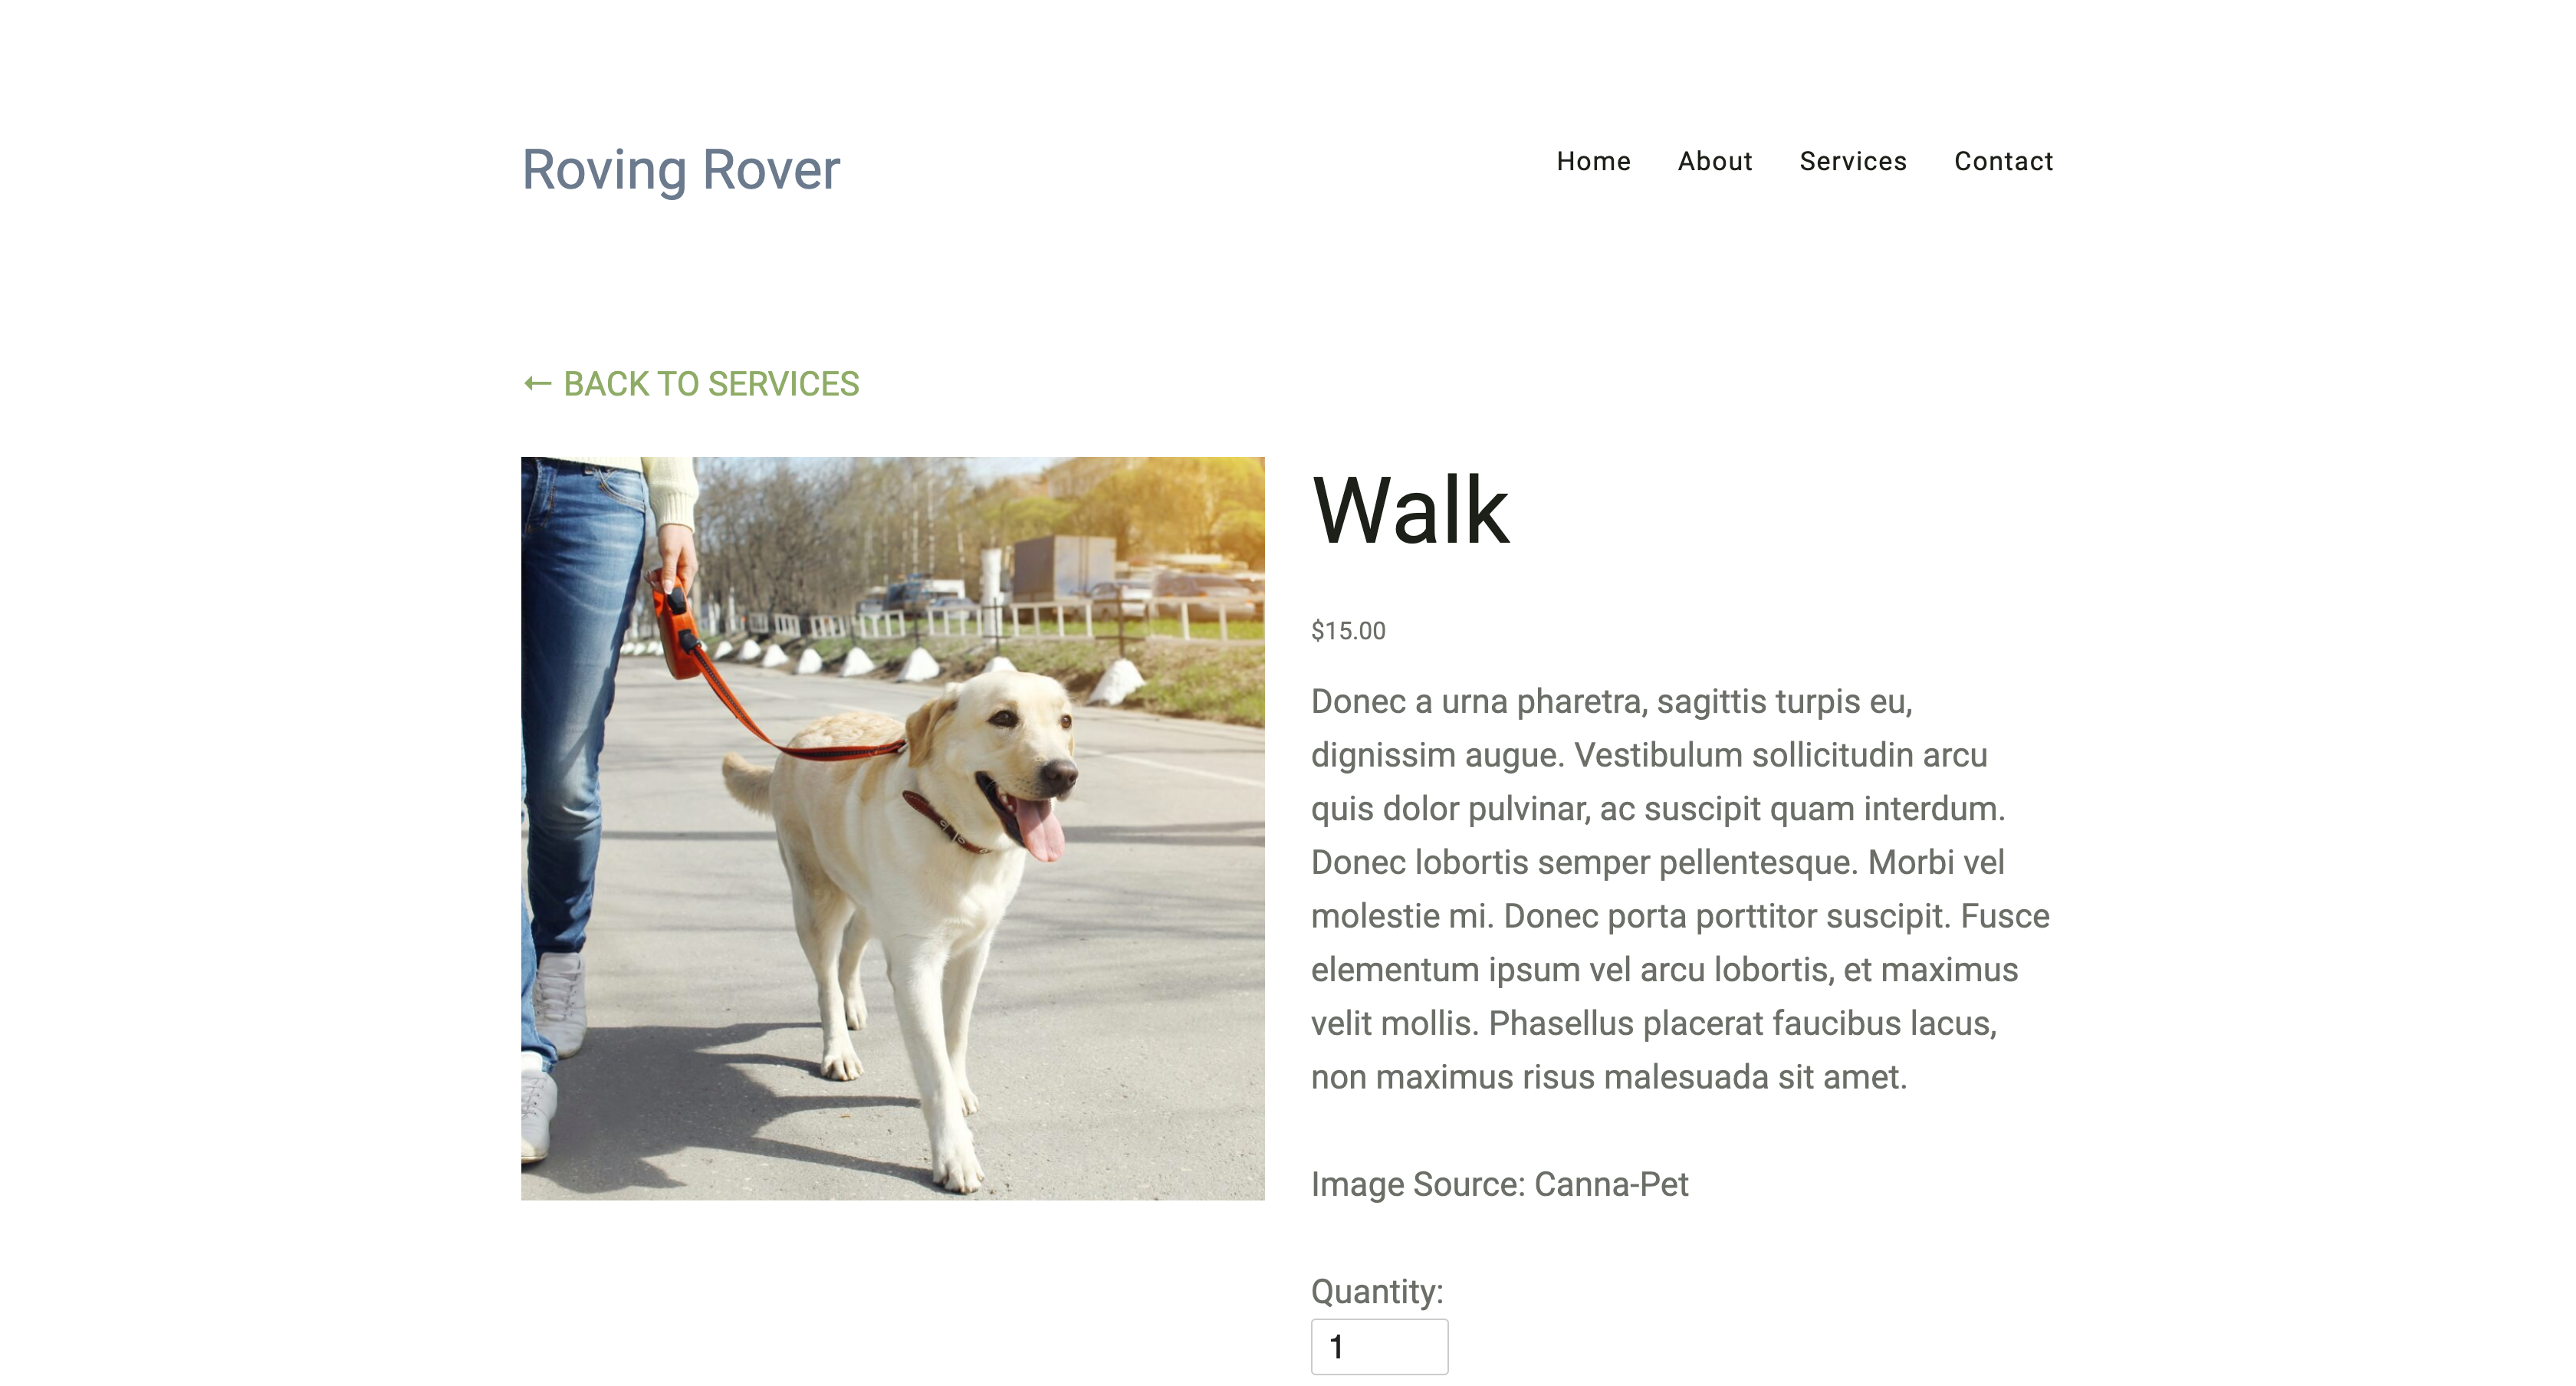 Roving Rover
Home About Services Contact
← BACK TO SERVICES
Walk
$15.00
Donec a urna pharetra, sagittis turpis eu,
dignissim augue. Vestibulum sollicitudin arcu
quis dolor pulvinar, ac suscipit quam interdum.
Donec lobortis semper pellentesque. Morbi vel
molestie mi. Donec porta porttitor suscipit. Fusce
elementum ipsum vel arcu lobortis, et maximus
velit mollis. Phasellus placerat faucibus lacus,
non maximus risus malesuada sit amet.
Image Source: Canna-Pet
Quantity:
1